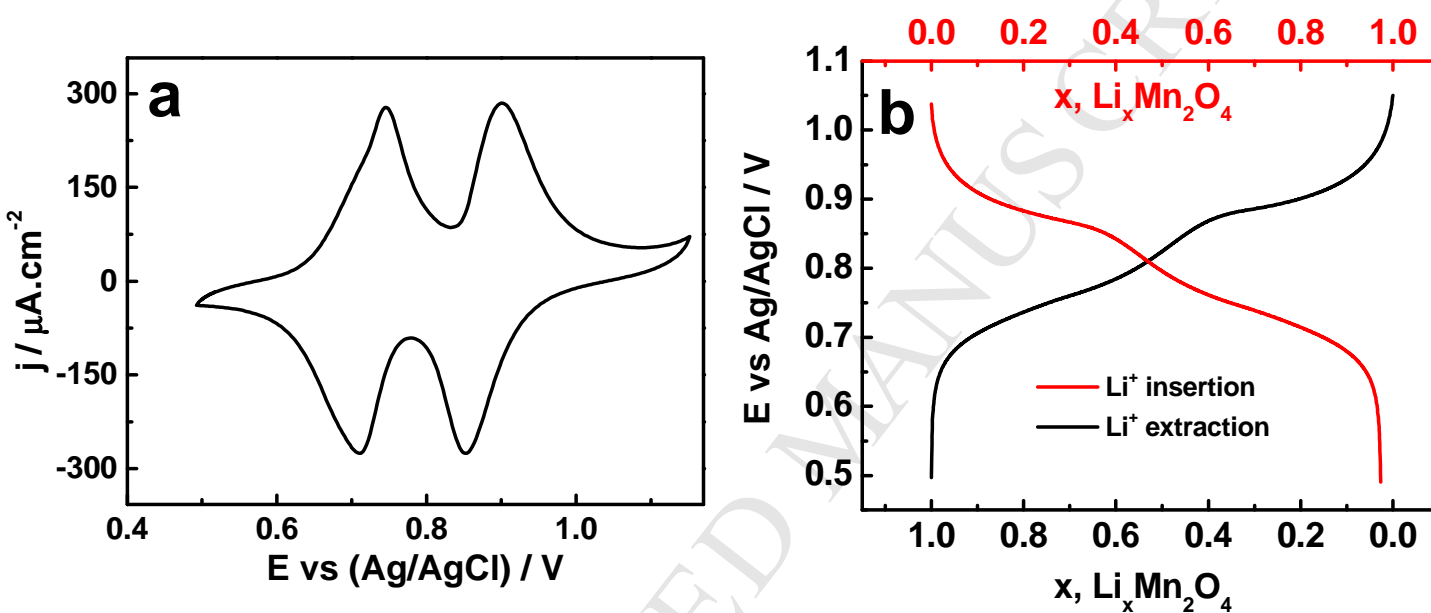 a
300
150
0
-150
-300
j / μA.cm⁻²
0.4 0.6 0.8 1.0
E vs (Ag/AgCl) / V
0.0 0.2 0.4 0.6 0.8 1.0
x, LiₓMn₂O₄
b
1.1
1.0
0.9
0.8
0.7
0.6
0.5
E vs Ag/AgCl / V
Li⁺ insertion
Li⁺ extraction
1.0 0.8 0.6 0.4 0.2 0.0
x, LiₓMn₂O₄
ED MANUSCR